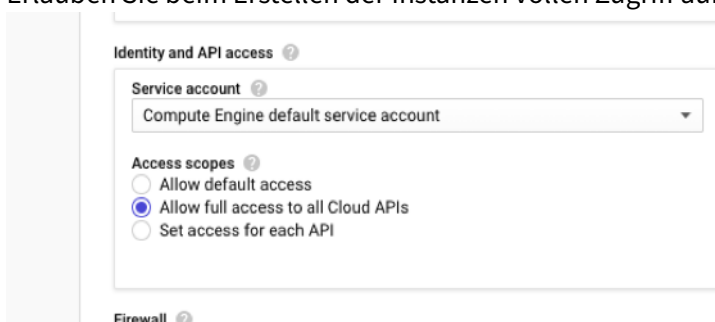 Erlauben Sie beim Erstellen der Instanzen vollen Zugriff auf
Identity and API access
Service account
Compute Engine default service account
Access scopes
Allow default access
Allow full access to all Cloud APIs
Set access for each API
Firewall